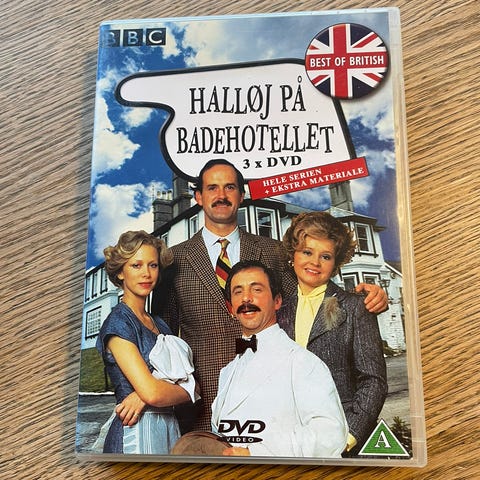 BBC
BEST OF BRITISH
HALLØJ PÅ
BADEHOTELLET
3 x DVD
HELE SERIEN
+ EKSTRA MATERIALE
DVD
VIDEO
A